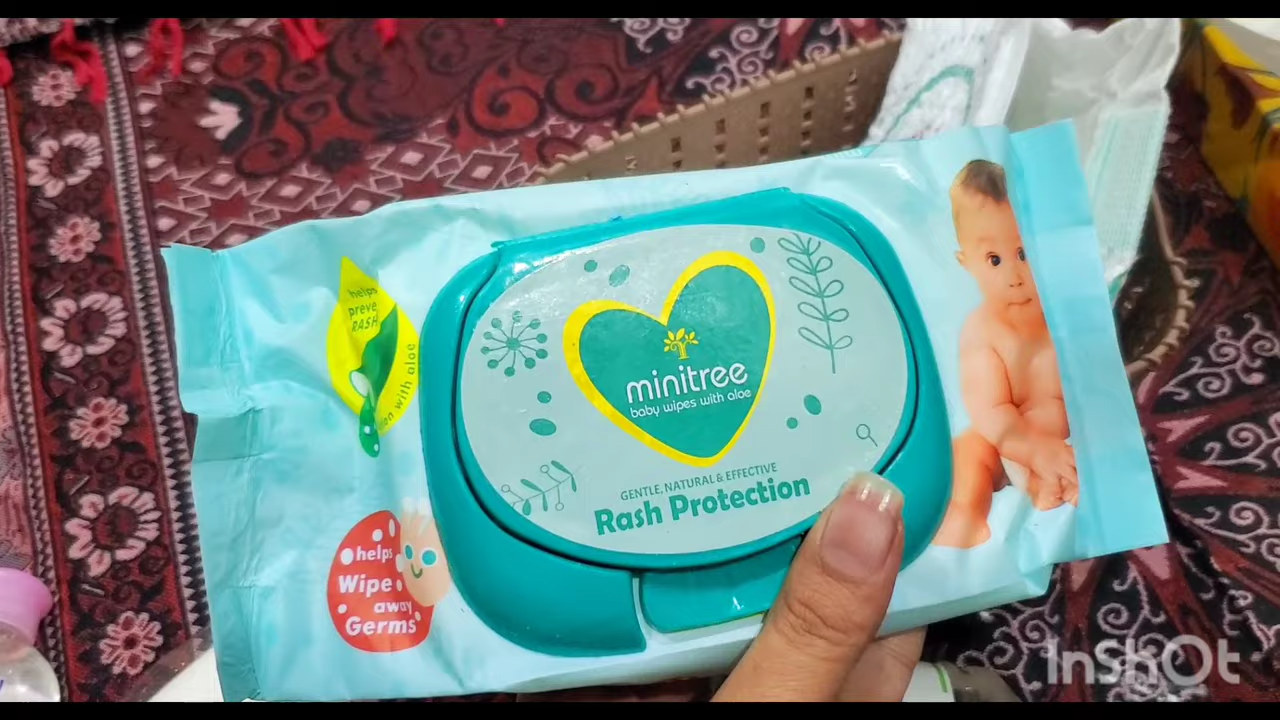 helps
preve
RASH
with aloe
minitree
baby wipes with aloe
GENTLE, NATURAL & EFFECTIVE
Rash Protection
helps
Wipe
away
Germs
InShOt